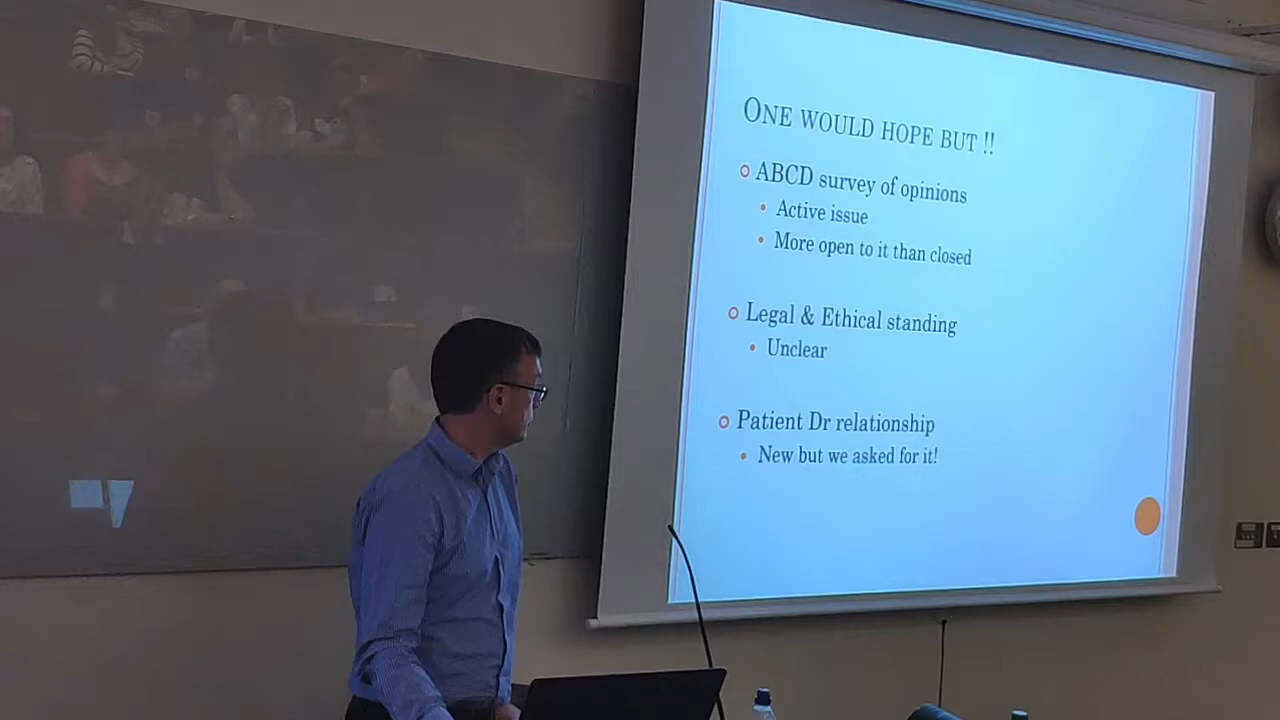 ONE WOULD HOPE BUT !!
ABCD survey of opinions
Active issue
More open to it than closed
Legal & Ethical standing
Unclear
Patient Dr relationship
New but we asked for it!